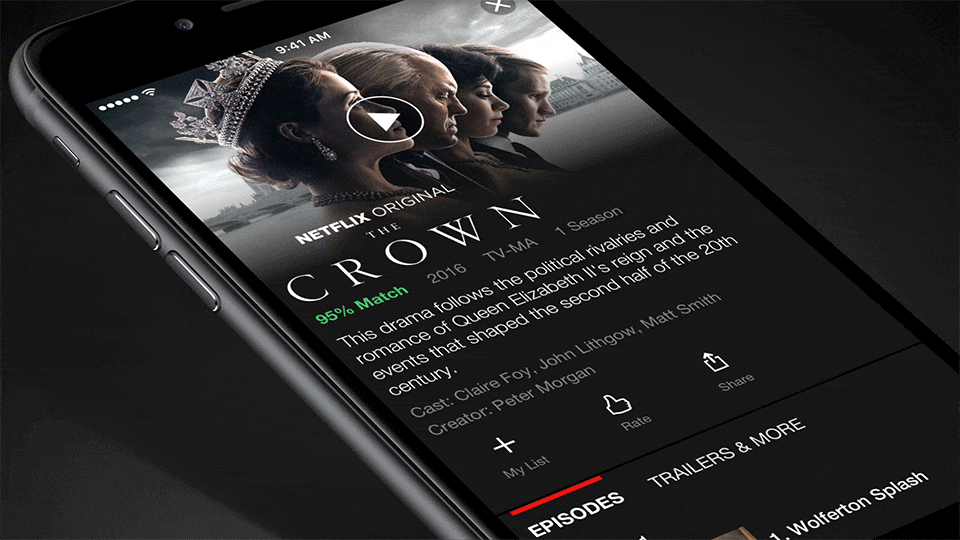 9:41 AM
NETFLIX ORIGINAL
THE
CROWN
95% Match 2016 TV-MA 1 Season
This drama follows the political rivalries and
romance of Queen Elizabeth II's reign and the
events that shaped the second half of the 20th
century.
Cast: Claire Foy, John Lithgow, Matt Smith
Creator: Peter Morgan
My List
Rate
Share
EPISODES
TRAILERS & MORE
1. Wolferton Splash